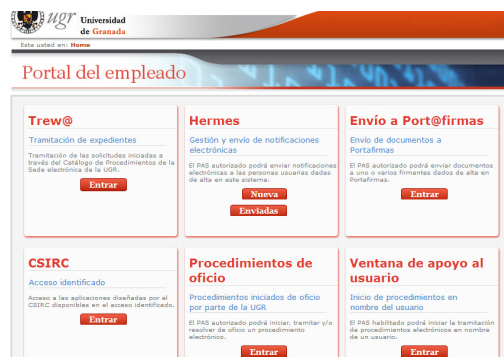 ugr Universidad
de Granada
Esta usted en: Home
Portal del empleado
Trew@
Tramitación de expedientes
Tramitación de las solicitudes iniciadas a
través del Catálogo de Procedimientos de la
Sede electrónica de la UGR.
Entrar
Hermes
Gestión y envío de notificaciones
electrónicas
El PAS autorizado podrá enviar notificaciones
electrónicas a las personas usuarias dadas
de alta en este sistema.
Nueva
Enviadas
Envío a Port@firmas
Envío de documentos a
Portafirmas
El PAS autorizado podrá enviar documentos
a uno o varios firmantes dados de alta en
Portafirmas.
Entrar
CSIRC
Acceso identificado
Acceso a las aplicaciones diseñadas por el
CSIRC disponibles en el acceso identificado.
Entrar
Procedimientos de
oficio
Procedimientos iniciados de oficio
por parte de la UGR
El PAS autorizado podrá iniciar, tramitar y/o
resolver de oficio un procedimiento
electrónico.
Entrar
Ventana de apoyo al
usuario
Inicio de procedimientos en
nombre del usuario
El PAS habilitado podrá iniciar la tramitación
de procedimientos electrónicos en nombre
de un usuario.
Entrar